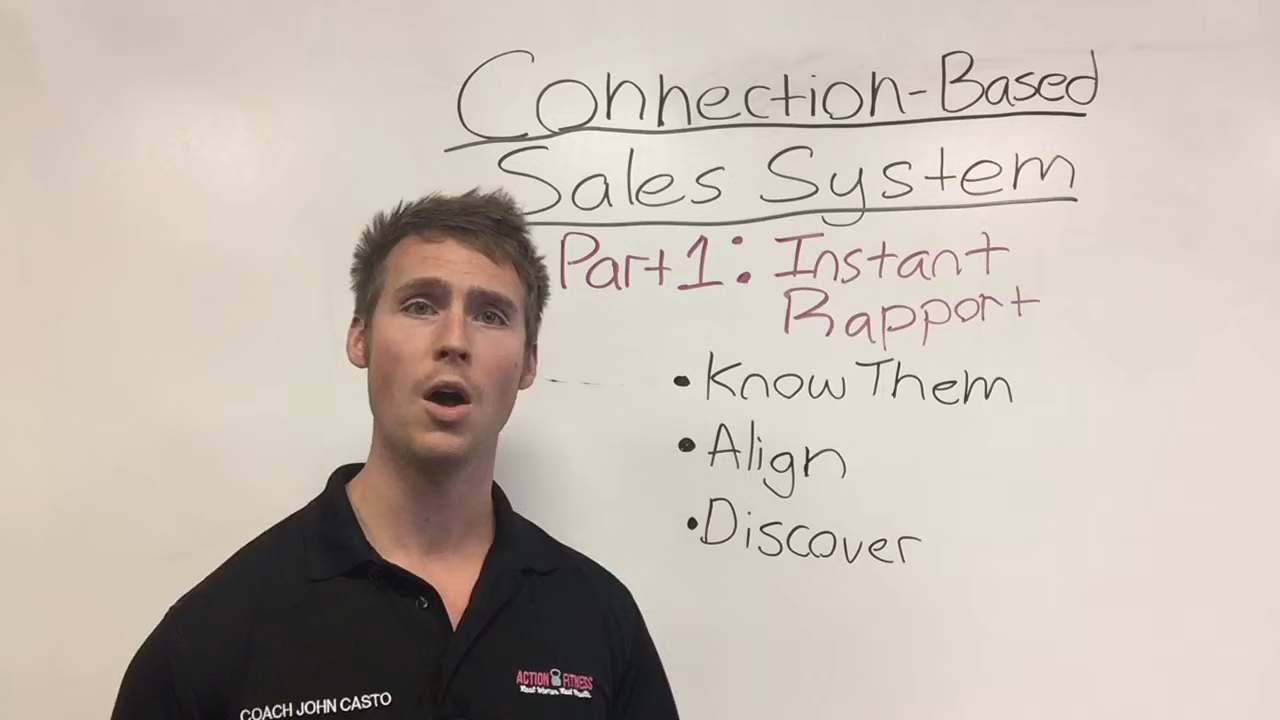 Connection-Based
Sales System
Part 1: Instant
Rapport
• Know Them
• Align
• Discover
ACTION FITNESS
COACH JOHN CASTO